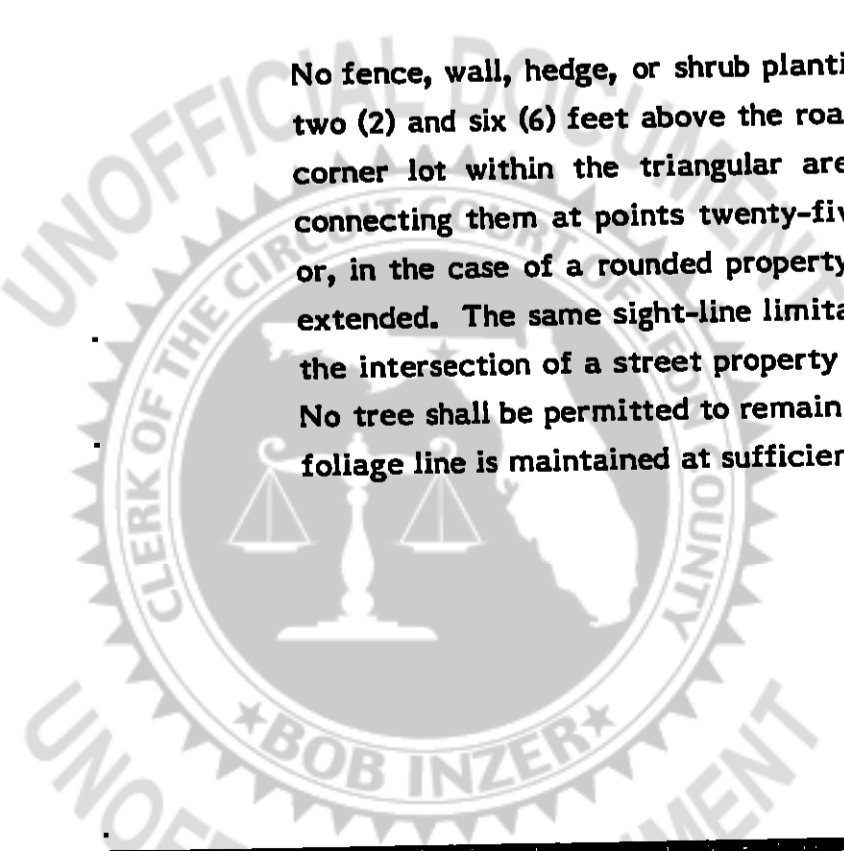 No fence, wall, hedge, or shrub planti
two (2) and six (6) feet above the roa
corner lot within the triangular are
connecting them at points twenty-fiv
or, in the case of a rounded property
extended. The same sight-line limita
the intersection of a street property
No tree shall be permitted to remain
foliage line is maintained at sufficien
UNOFFICIAL DOCUMENT
CLERK OF THE CIRCUIT COURT OF LEON COUNTY
★BOB INZER★
UNOFFICIAL DOCUMENT